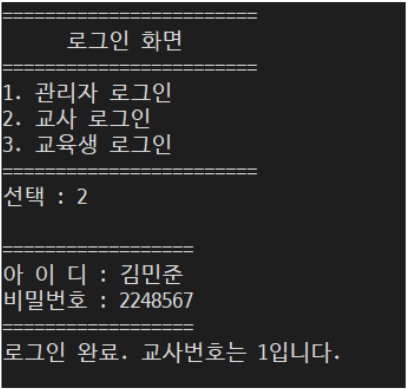 =======================
로그인 화면
=======================
1. 관리자 로그인
2. 교사 로그인
3. 교육생 로그인
=======================
선택 : 2
=================
아 이 디 : 김민준
비밀번호 : 2248567
=================
로그인 완료. 교사번호는 1입니다.